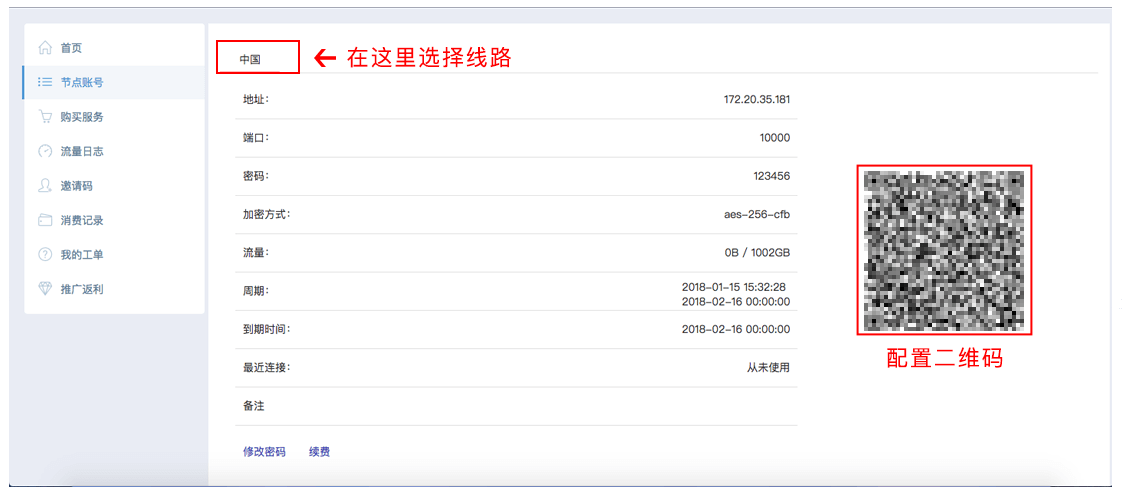 首页
节点账号
购买服务
流量日志
邀请码
消费记录
我的工单
推广返利
中国
在这里选择线路
地址： 172.20.35.181
端口： 10000
密码： 123456
加密方式： aes-256-cfb
流量： 0B / 1002GB
周期： 2018-01-15 15:32:28
2018-02-16 00:00:00
到期时间： 2018-02-16 00:00:00
最近连接： 从未使用
备注
修改密码 续费
配置二维码